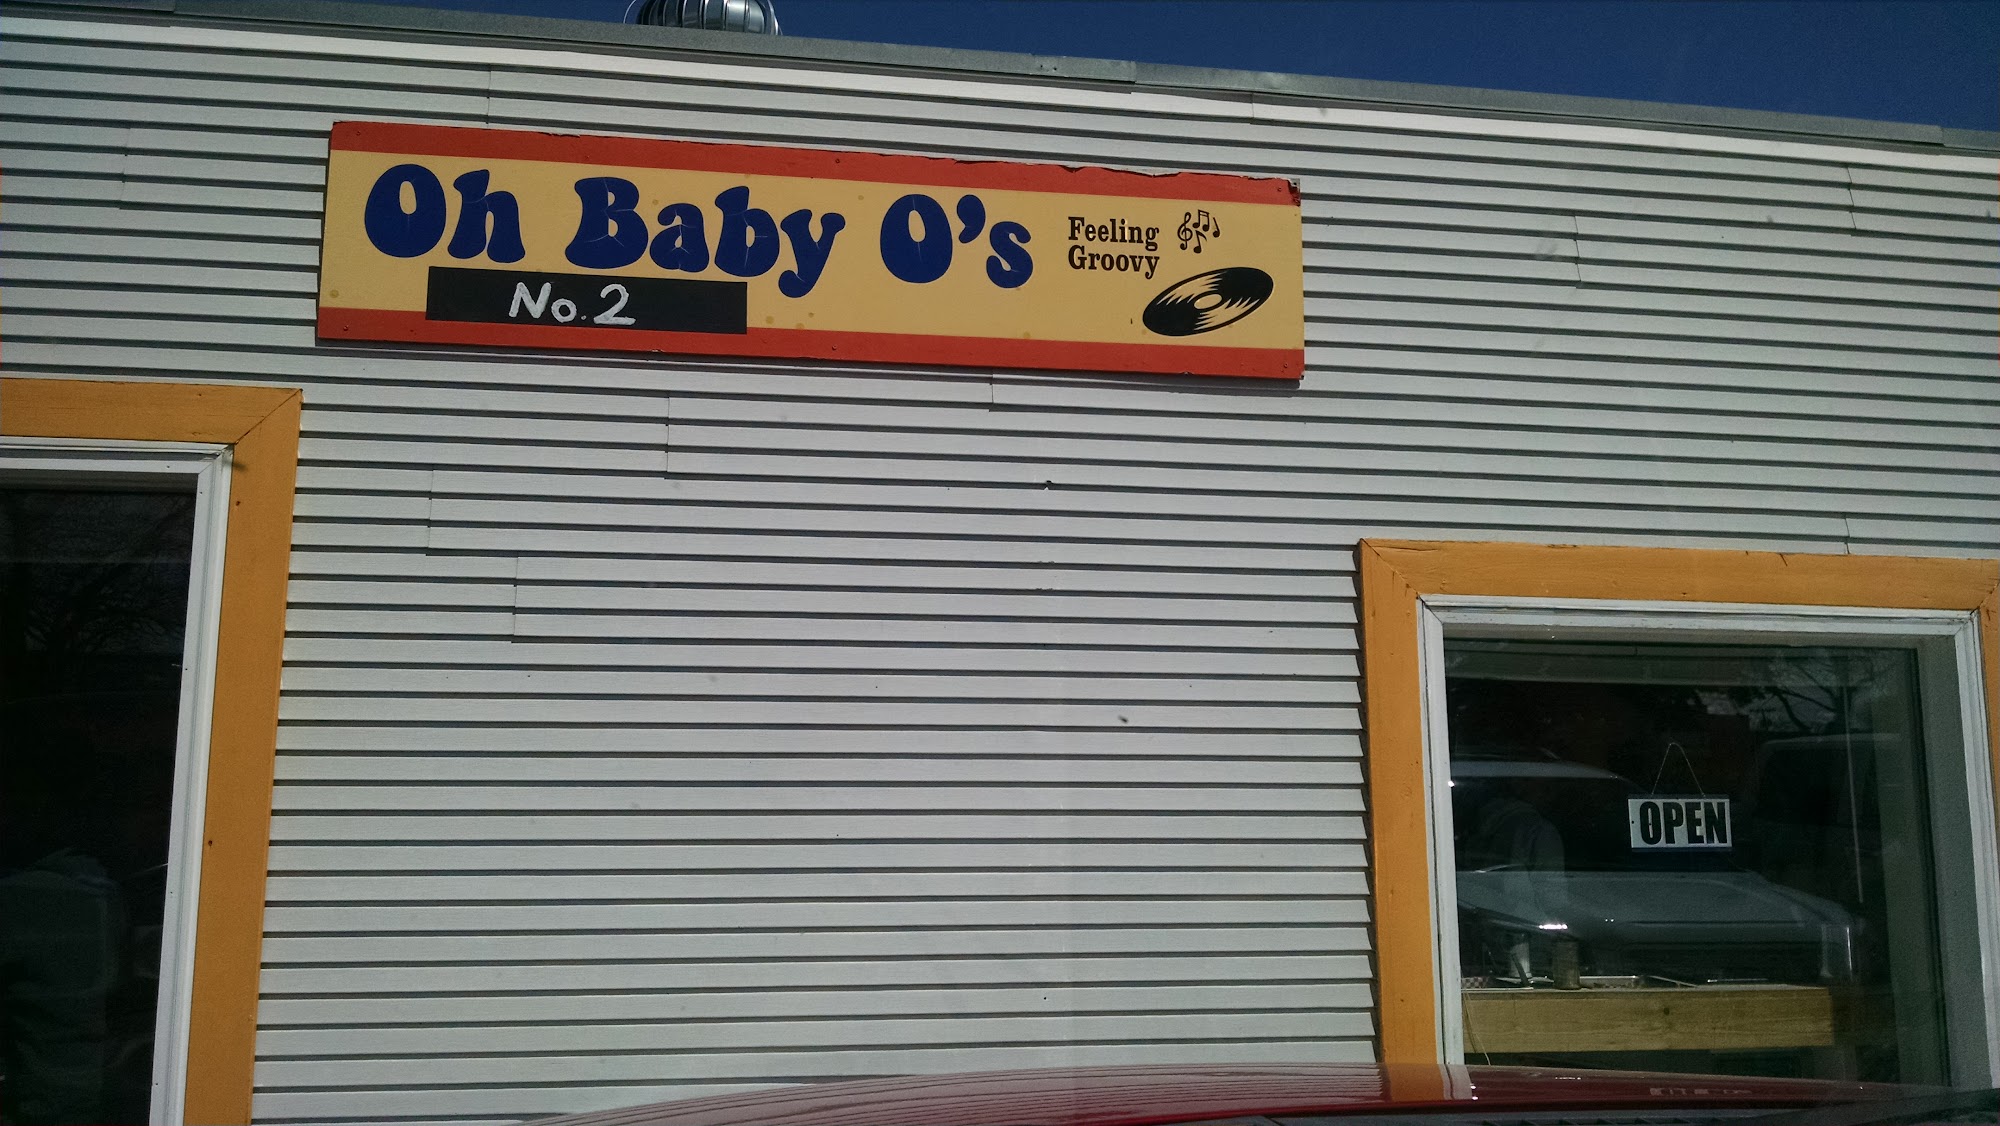 Oh Baby O's
Feeling
Groovy
No. 2
OPEN